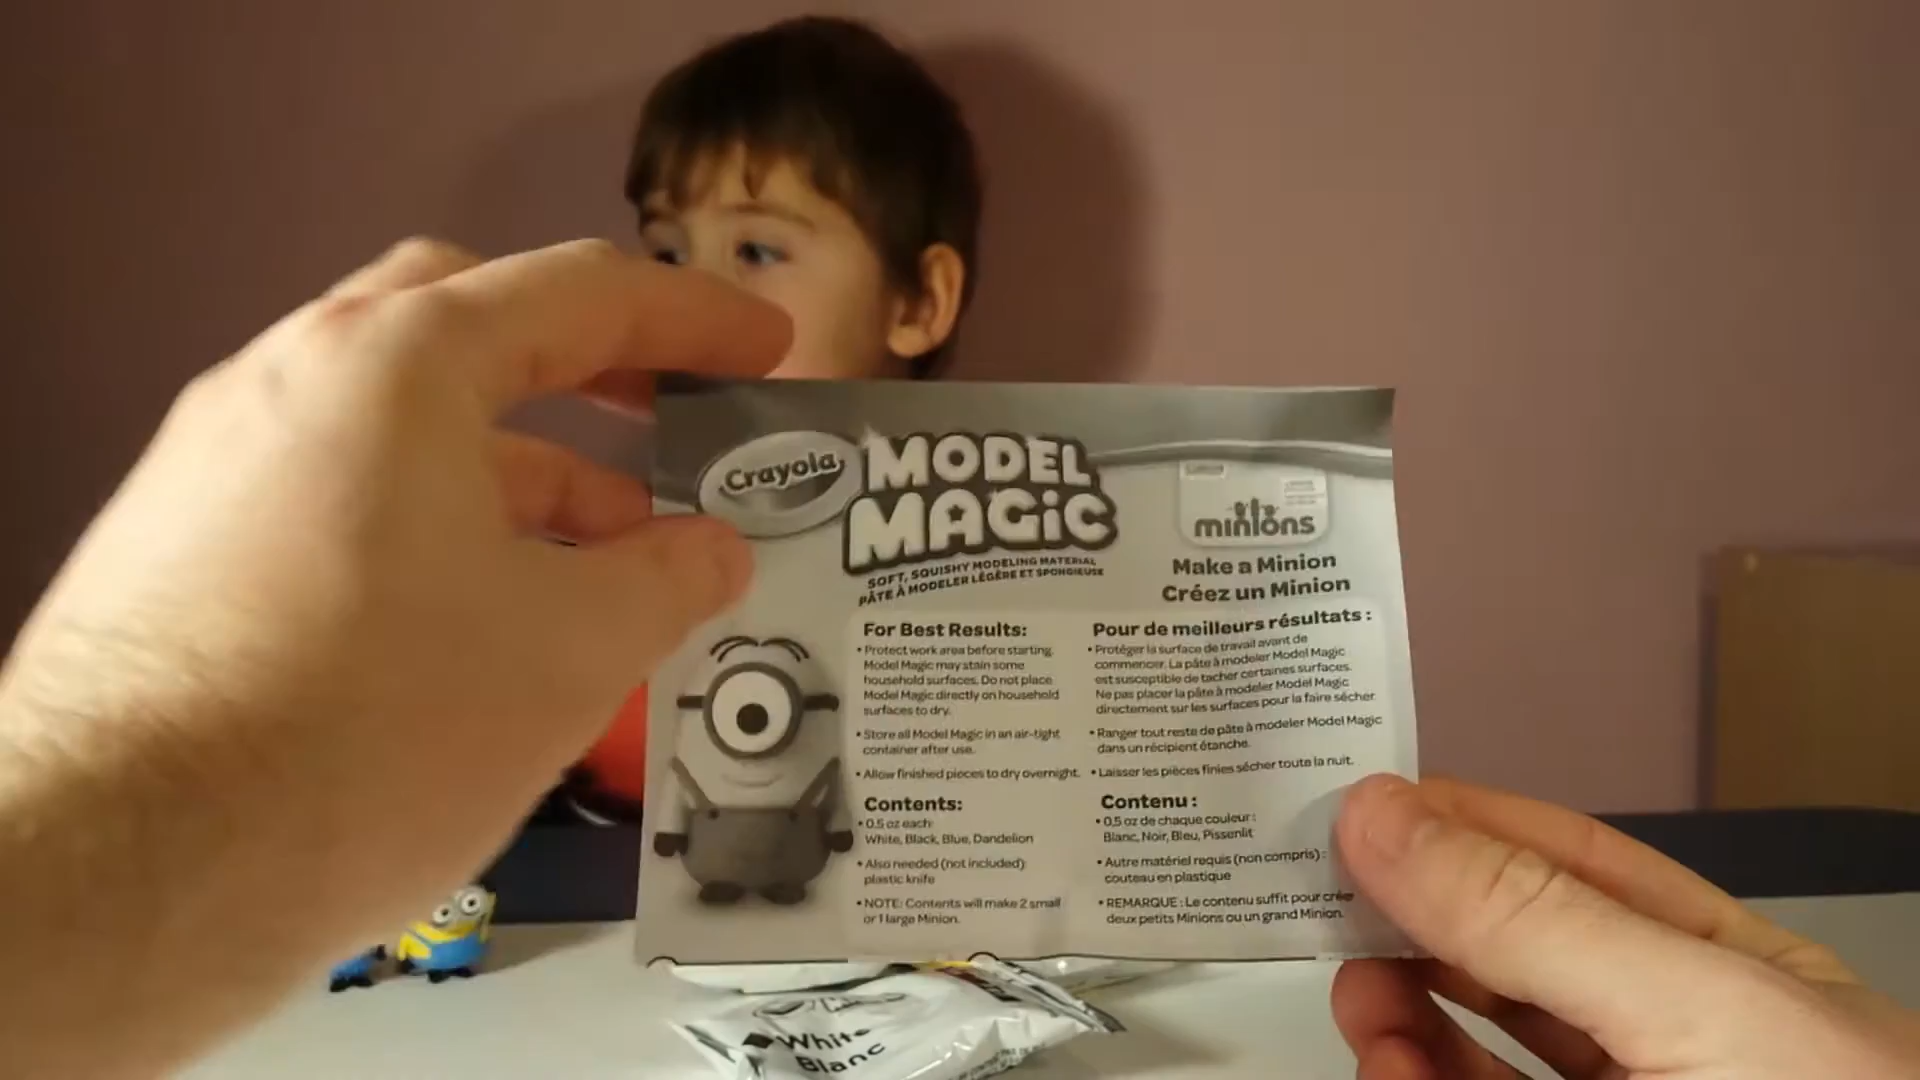 Crayola
MODEL
MAGiC
SOFT, SQUISHY MODELING MATERIAL
PÂTE À MODELER LÉGÈRE ET SPONGIEUSE
minions
Make a Minion
Créez un Minion
For Best Results:
• Protect work area before starting.
Model Magic may stain some
household surfaces. Do not place
Model Magic directly on household
surfaces to dry.
• Store all Model Magic in an air-tight
container after use.
• Allow finished pieces to dry overnight.
Contents:
• 0.5 oz each:
White, Black, Blue, Dandelion
• Also needed (not included):
plastic knife
• NOTE: Contents will make 2 small
or 1 large Minion.
Pour de meilleurs résultats :
• Protéger la surface de travail avant de
commencer. La pâte à modeler Model Magic
est susceptible de tacher certaines surfaces.
Ne pas placer la pâte à modeler Model Magic
directement sur les surfaces pour la faire sécher.
• Ranger tout reste de pâte à modeler Model Magic
dans un récipient étanche.
• Laisser les pièces finies sécher toute la nuit.
Contenu :
• 0,5 oz de chaque couleur :
Blanc, Noir, Bleu, Pissenlit
• Autre matériel requis (non compris) :
couteau en plastique
• REMARQUE : Le contenu suffit pour créer
deux petits Minions ou un grand Minion.
White
Blanc